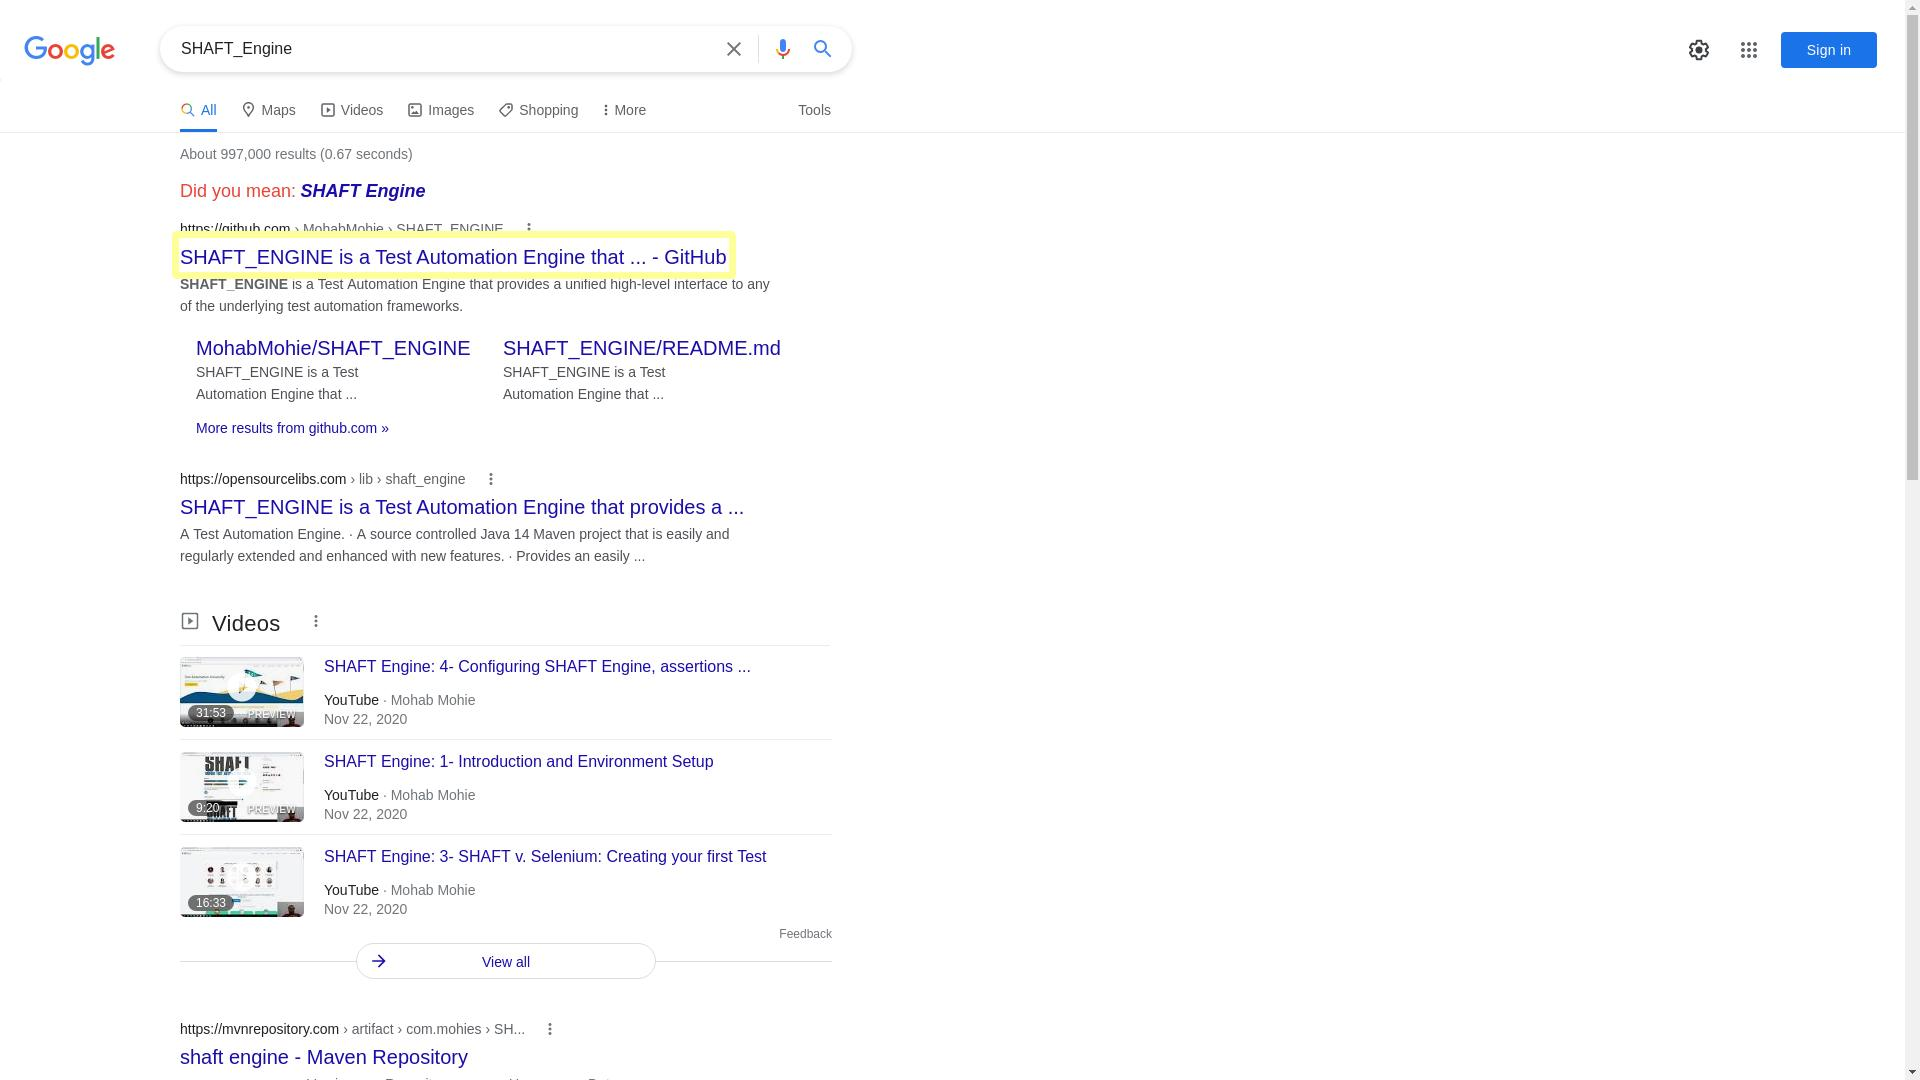 Google
SHAFT_Engine
Sign in
All
Maps
Videos
Images
Shopping
More
Tools
About 997,000 results (0.67 seconds)
Did you mean: SHAFT Engine
https://github.com › MohabMohie › SHAFT_ENGINE
SHAFT_ENGINE is a Test Automation Engine that ... - GitHub
SHAFT_ENGINE is a Test Automation Engine that provides a unified high-level interface to any
of the underlying test automation frameworks.
MohabMohie/SHAFT_ENGINE
SHAFT_ENGINE is a Test
Automation Engine that ...
SHAFT_ENGINE/README.md
SHAFT_ENGINE is a Test
Automation Engine that ...
More results from github.com »
https://opensourcelibs.com › lib › shaft_engine
SHAFT_ENGINE is a Test Automation Engine that provides a ...
A Test Automation Engine. · A source controlled Java 14 Maven project that is easily and
regularly extended and enhanced with new features. · Provides an easily ...
Videos
31:53
PREVIEW
SHAFT Engine: 4- Configuring SHAFT Engine, assertions ...
YouTube · Mohab Mohie
Nov 22, 2020
SHAFT
9:20
PREVIEW
SHAFT Engine: 1- Introduction and Environment Setup
YouTube · Mohab Mohie
Nov 22, 2020
16:33
SHAFT Engine: 3- SHAFT v. Selenium: Creating your first Test
YouTube · Mohab Mohie
Nov 22, 2020
Feedback
View all
https://mvnrepository.com › artifact › com.mohies › SH...
shaft engine - Maven Repository